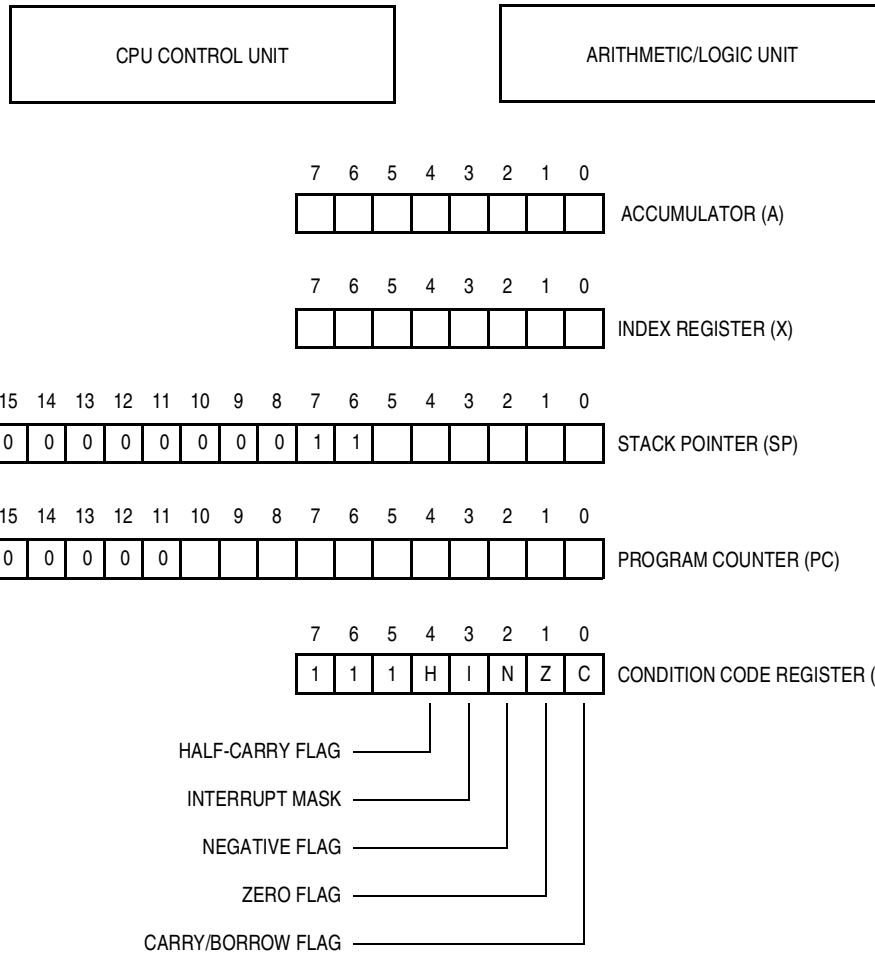 CPU CONTROL UNIT
ARITHMETIC/LOGIC UNIT
7 6 5 4 3 2 1 0
ACCUMULATOR (A)
7 6 5 4 3 2 1 0
INDEX REGISTER (X)
15 14 13 12 11 10 9 8 7 6 5 4 3 2 1 0
0 0 0 0 0 0 0 0 1 1 STACK POINTER (SP)
15 14 13 12 11 10 9 8 7 6 5 4 3 2 1 0
0 0 0 0 0 PROGRAM COUNTER (PC)
7 6 5 4 3 2 1 0
1 1 1 H I N Z C CONDITION CODE REGISTER (
HALF-CARRY FLAG
INTERRUPT MASK
NEGATIVE FLAG
ZERO FLAG
CARRY/BORROW FLAG